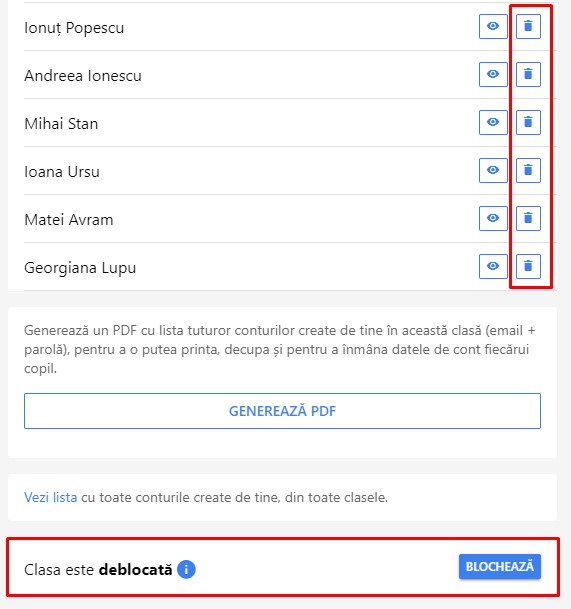 Ionuț Popescu
Andreea Ionescu
Mihai Stan
Ioana Ursu
Matei Avram
Georgiana Lupu
Generează un PDF cu lista tuturor conturilor create de tine în această clasă (email +
parolă), pentru a o putea printa, decupa și pentru a înmâna datele de cont fiecărui
copil.
GENEREAZĂ PDF
Vezi lista cu toate conturile create de tine, din toate clasele.
Clasa este deblocată i BLOCHEAZĂ